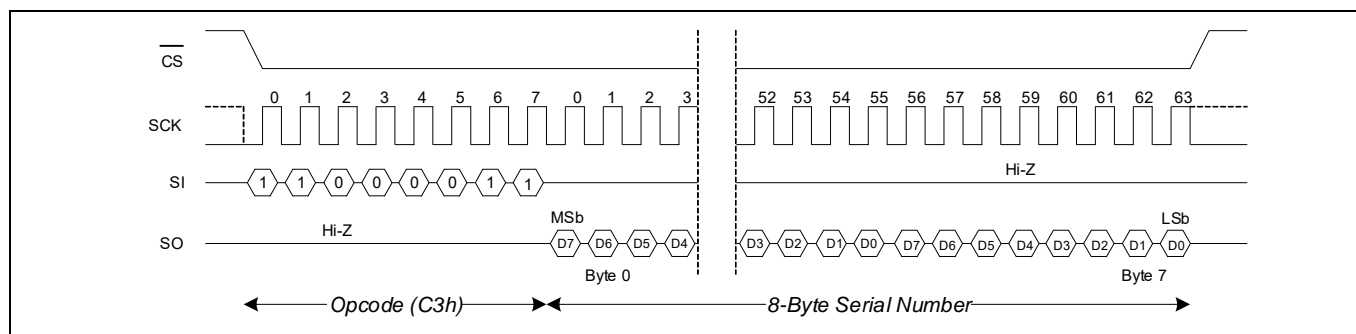 CS
0 1 2 3 4 5 6 7 0 1 2 3 52 53 54 55 56 57 58 59 60 61 62 63
SCK
Hi-Z
SI 1 1 0 0 0 0 1 1
MSb LSb
Hi-Z
SO D7 D6 D5 D4 D3 D2 D1 D0 D7 D6 D5 D4 D3 D2 D1 D0
Byte 0 Byte 7
Opcode (C3h) 8-Byte Serial Number